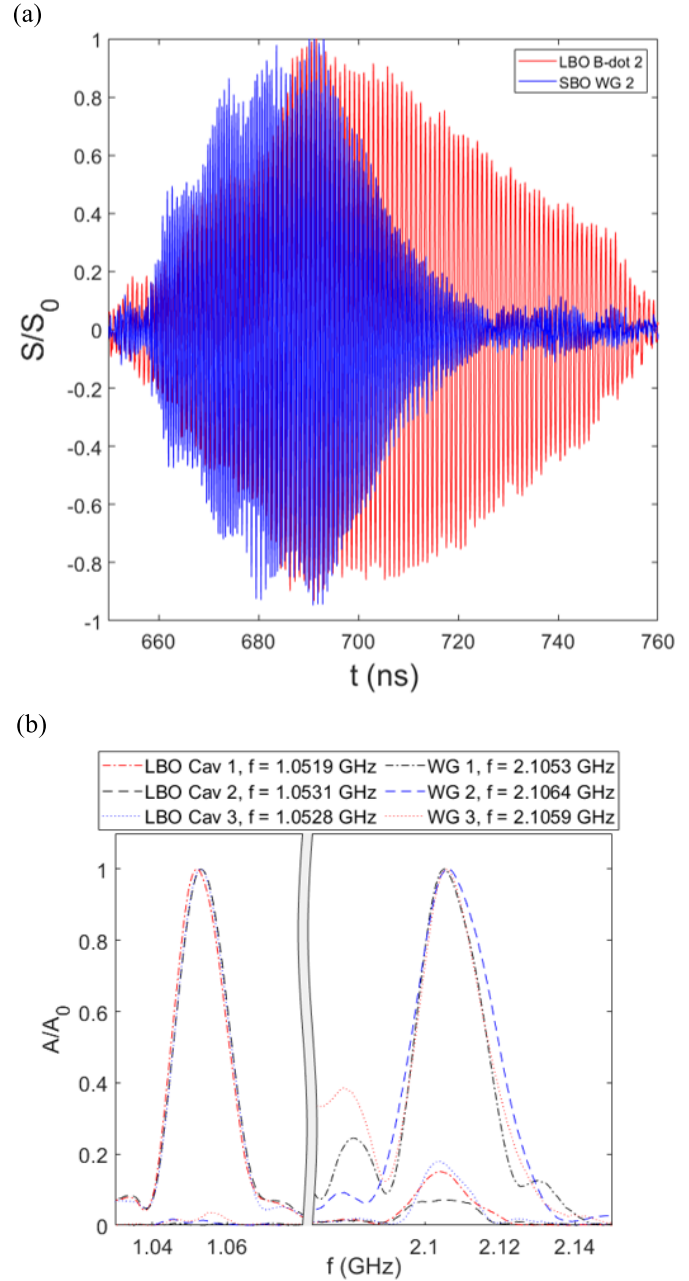 (a)
LBO B-dot 2
SBO WG 2
1
0.8
0.6
0.4
0.2
0
-0.2
-0.4
-0.6
-0.8
-1
S/S0
660 680 700 720 740 760
t (ns)
(b)
LBO Cav 1, f = 1.0519 GHz WG 1, f = 2.1053 GHz
LBO Cav 2, f = 1.0531 GHz WG 2, f = 2.1064 GHz
LBO Cav 3, f = 1.0528 GHz WG 3, f = 2.1059 GHz
1
0.8
0.6
0.4
0.2
0
A/A0
1.04 1.06 2.1 2.12 2.14
f (GHz)